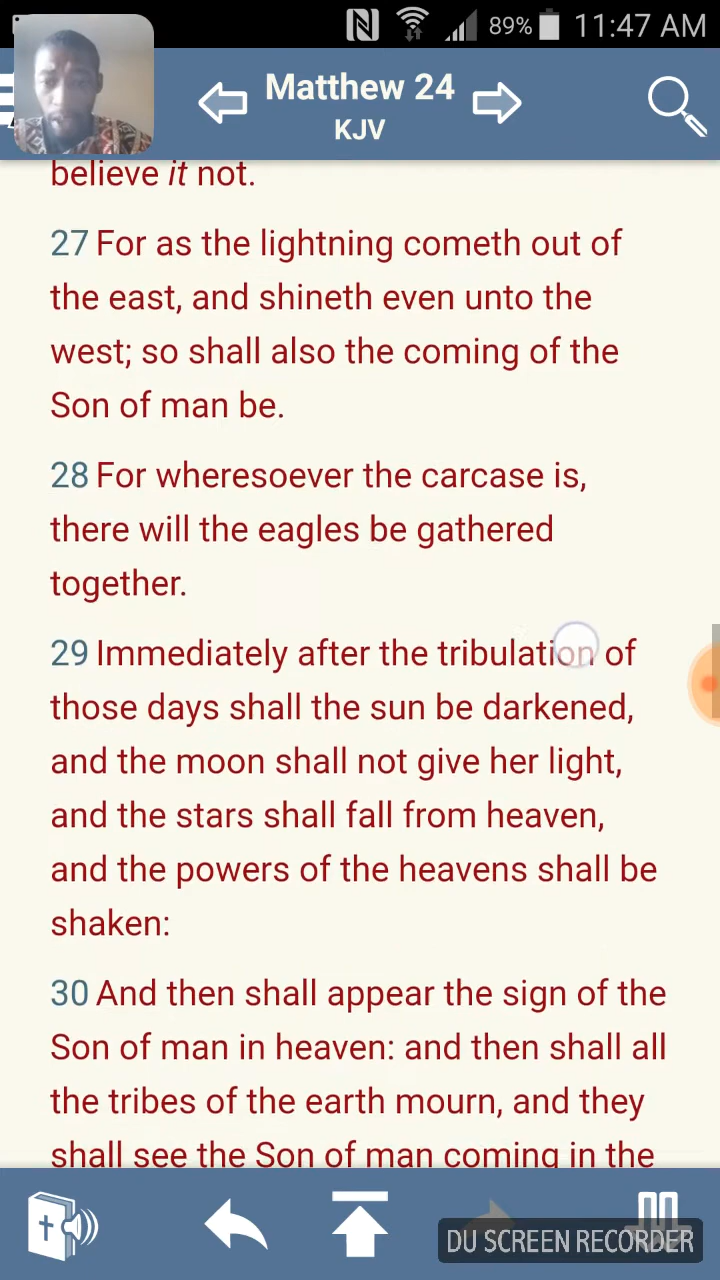 89% 11:47 AM
Matthew 24
KJV
believe it not.
27 For as the lightning cometh out of
the east, and shineth even unto the
west; so shall also the coming of the
Son of man be.
28 For wheresoever the carcase is,
there will the eagles be gathered
together.
29 Immediately after the tribulation of
those days shall the sun be darkened,
and the moon shall not give her light,
and the stars shall fall from heaven,
and the powers of the heavens shall be
shaken:
30 And then shall appear the sign of the
Son of man in heaven: and then shall all
the tribes of the earth mourn, and they
shall see the Son of man coming in the
DU SCREEN RECORDER